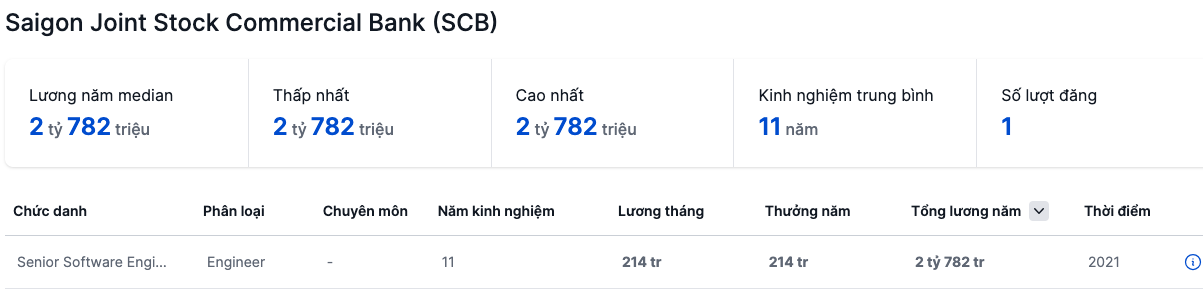 Saigon Joint Stock Commercial Bank (SCB)
Lương năm median
2 tỷ 782 triệu
Thấp nhất
2 tỷ 782 triệu
Cao nhất
2 tỷ 782 triệu
Kinh nghiệm trung bình
11 năm
Số lượt đăng
1
Chức danh Phân loại Chuyên môn Năm kinh nghiệm Lương tháng Thưởng năm Tổng lương năm Thời điểm
Senior Software Engi... Engineer - 11 214 tr 214 tr 2 tỷ 782 tr 2021